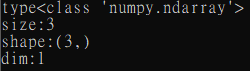 type<class 'numpy.ndarray'>
size:3
shape:(3,)
dim:1